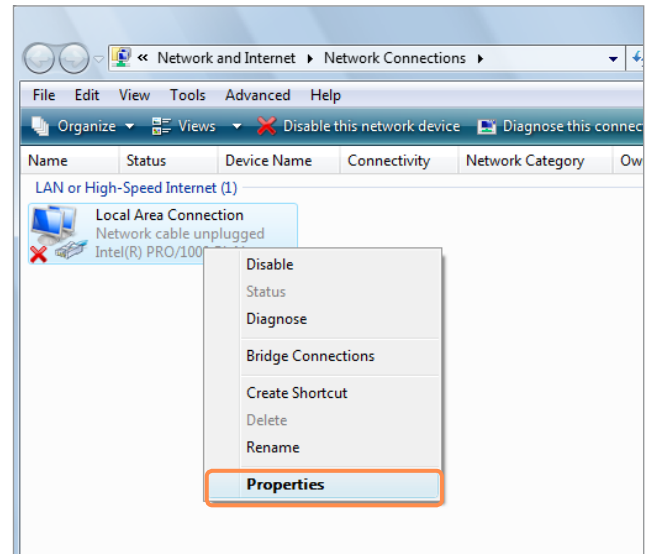 « Network and Internet Network Connections
File Edit View Tools Advanced Help
Organize Views Disable this network device Diagnose this connec
Name Status Device Name Connectivity Network Category Ow
LAN or High-Speed Internet (1)
Local Area Connection
Network cable unplugged
Intel(R) PRO/1000
Disable
Status
Diagnose
Bridge Connections
Create Shortcut
Delete
Rename
Properties